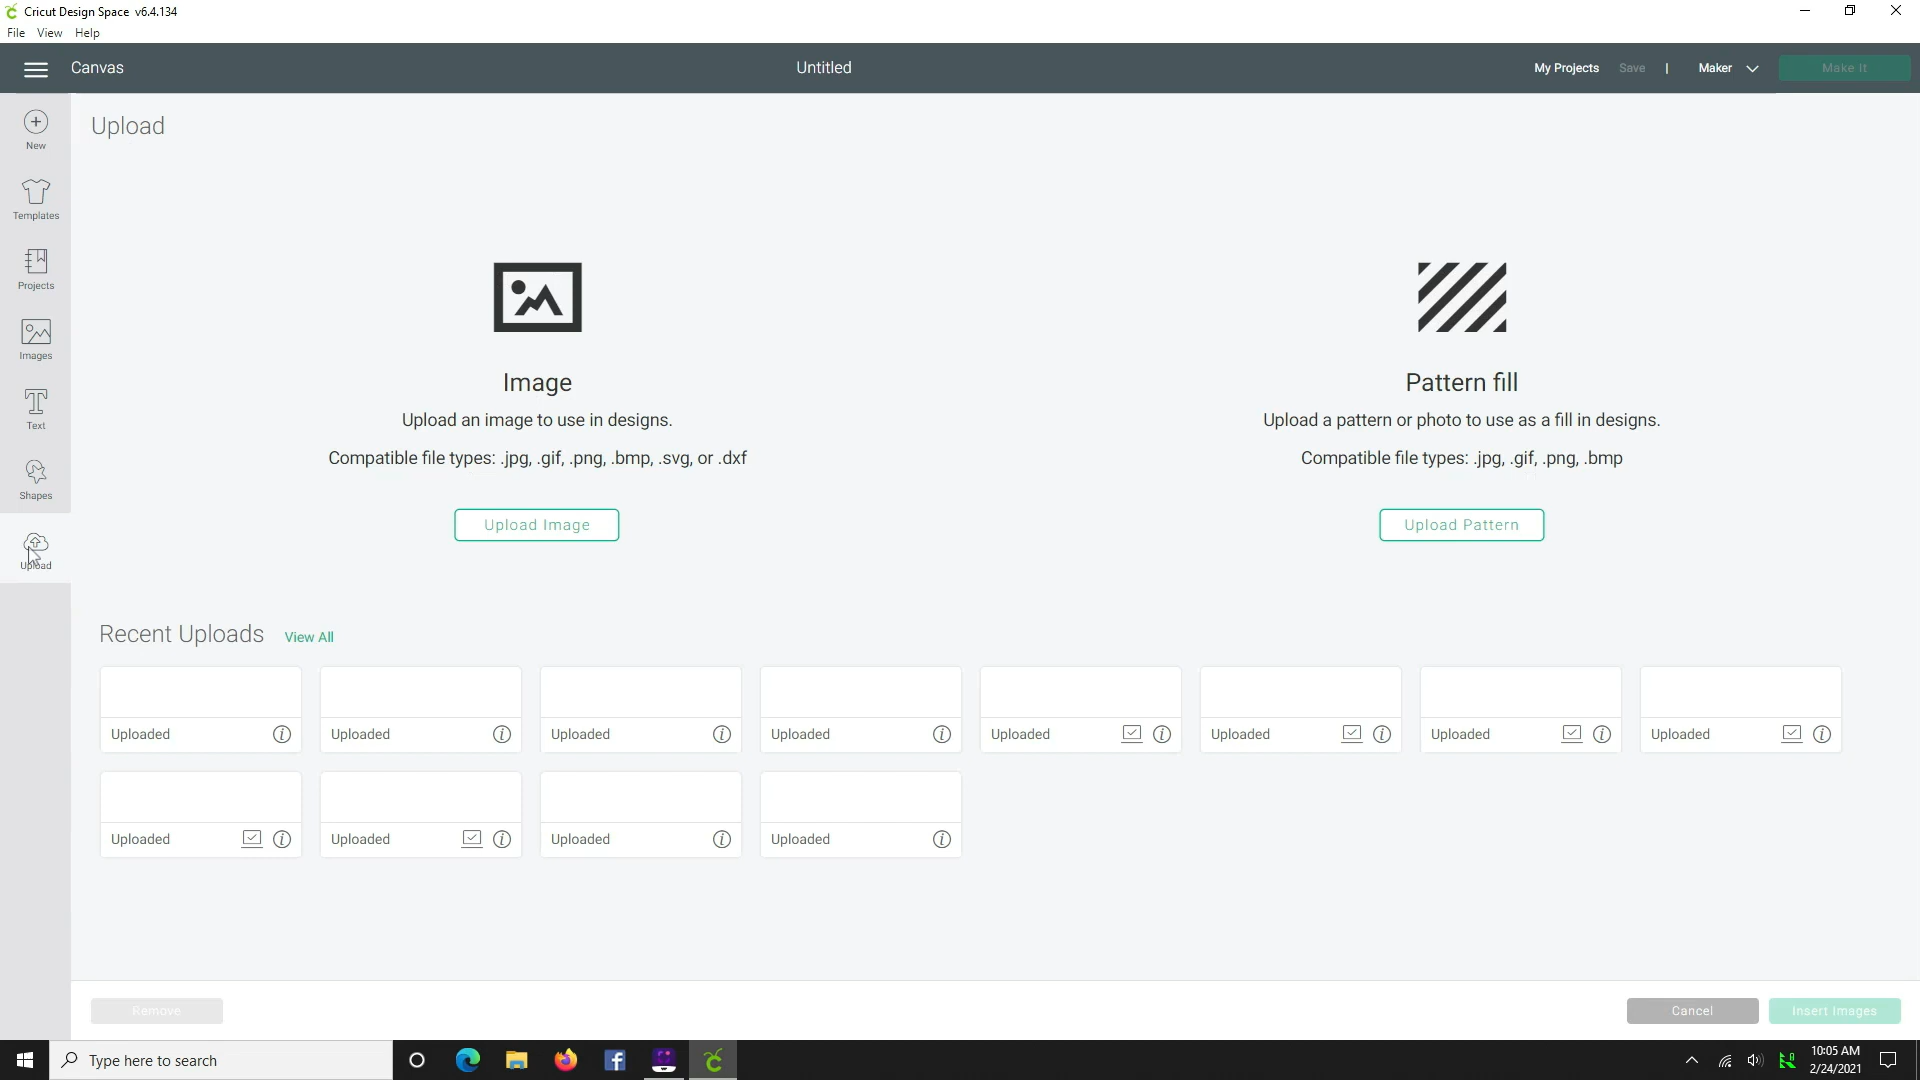 Cricut Design Space v6.4.134
File View Help
Canvas
Untitled
My Projects Save | Maker Make It
New
Templates
Projects
Images
Text
Shapes
Upload
Upload
Image
Upload an image to use in designs.
Compatible file types: .jpg, .gif, .png, .bmp, .svg, or .dxf
Upload Image
Pattern fill
Upload a pattern or photo to use as a fill in designs.
Compatible file types: .jpg, .gif, .png, .bmp
Upload Pattern
Recent Uploads View All
Uploaded Uploaded Uploaded Uploaded Uploaded Uploaded Uploaded Uploaded
Uploaded Uploaded Uploaded Uploaded
Remove Cancel Insert Images
Type here to search
10:05 AM
2/24/2021